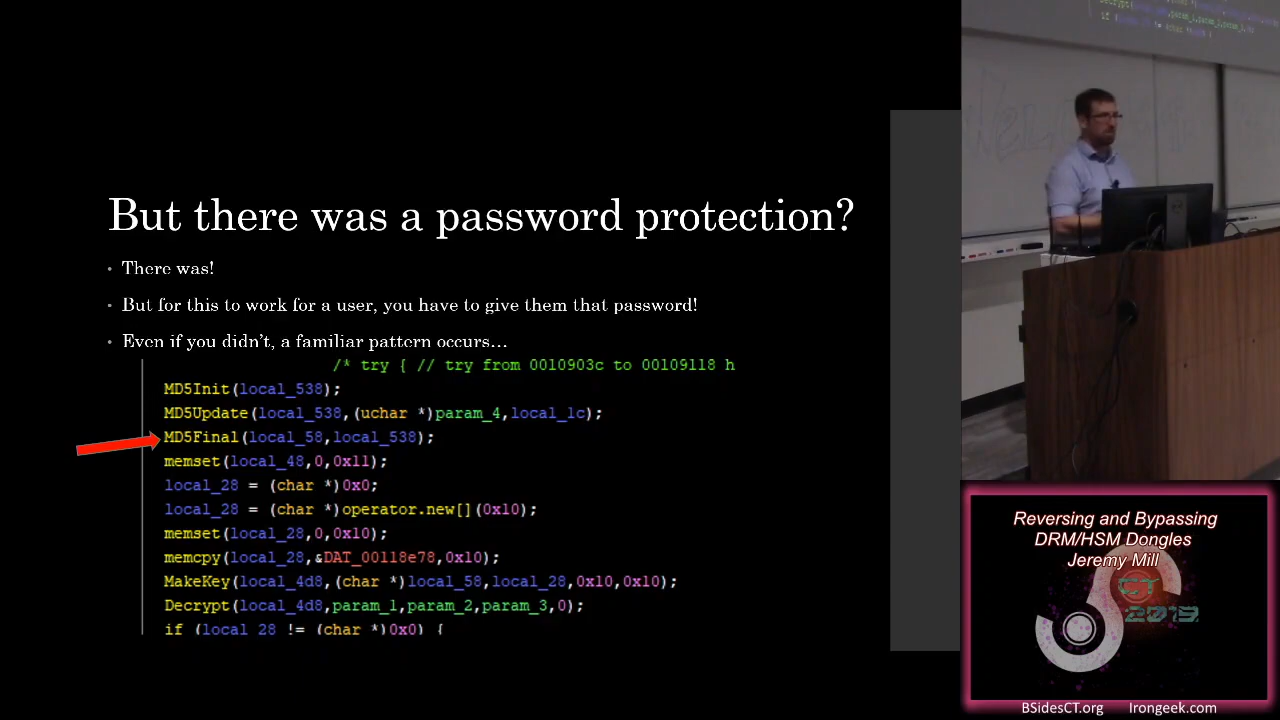 But there was a password protection?
There was!
But for this to work for a user, you have to give them that password!
Even if you didn't, a familiar pattern occurs…
/* try { // try from 0010903c to 00109118 h
MD5Init(local_538);
MD5Update(local_538,(uchar *)param_4,local_1c);
MD5Final(local_58,local_538);
memset(local_48,0,0x11);
local_28 = (char *)0x0;
local_28 = (char *)operator.new[](0x10);
memset(local_28,0,0x10);
memcpy(local_28,&DAT_00118e78,0x10);
MakeKey(local_4d8,(char *)local_58,local_28,0x10,0x10);
Decrypt(local_4d8,param_1,param_2,param_3,0);
if (local_28 != (char *)0x0) {
Reversing and Bypassing
DRM/HSM Dongles
Jeremy Mill
CT
2019
BSidesCT.org Irongeek.com